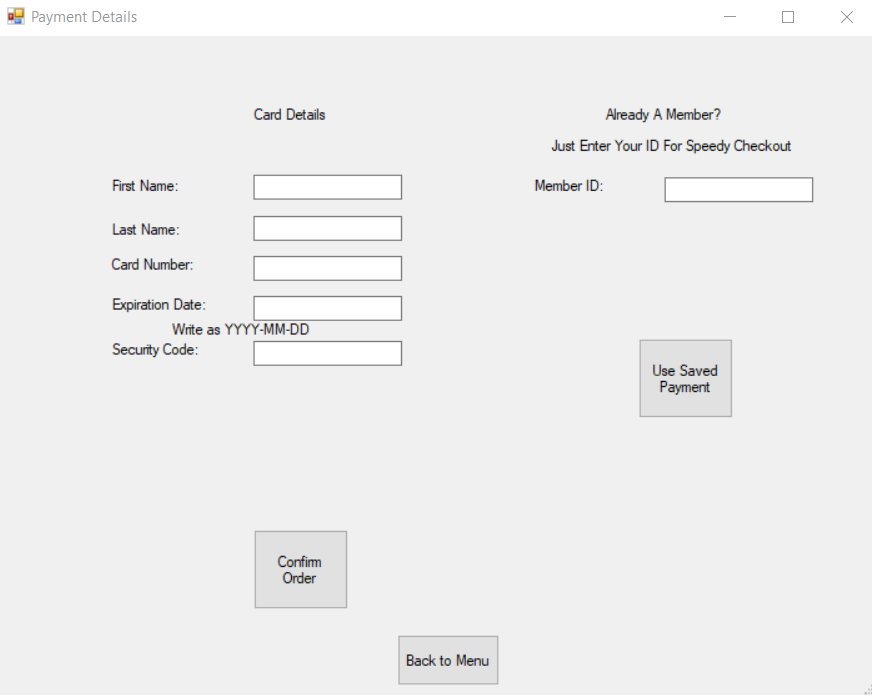 Payment Details
Card Details
Already A Member?
Just Enter Your ID For Speedy Checkout
First Name:
Member ID:
Last Name:
Card Number:
Expiration Date:
Write as YYYY-MM-DD
Security Code:
Use Saved
Payment
Confirm
Order
Back to Menu